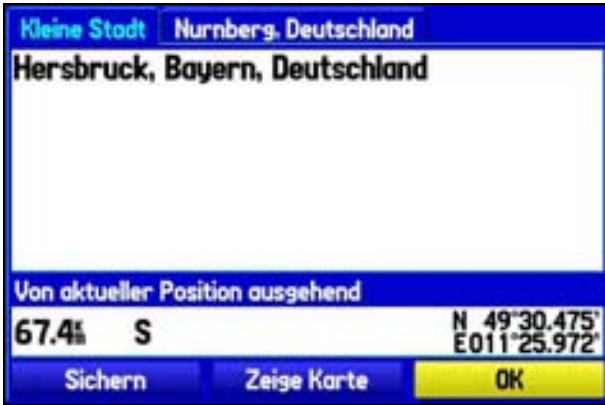 Kleine Stadt Nurnberg, Deutschland
Hersbruck, Bayern, Deutschland
Von aktueller Position ausgehend
67.4km S N 49°30.475'
E011°25.972'
Sichern Zeige Karte OK